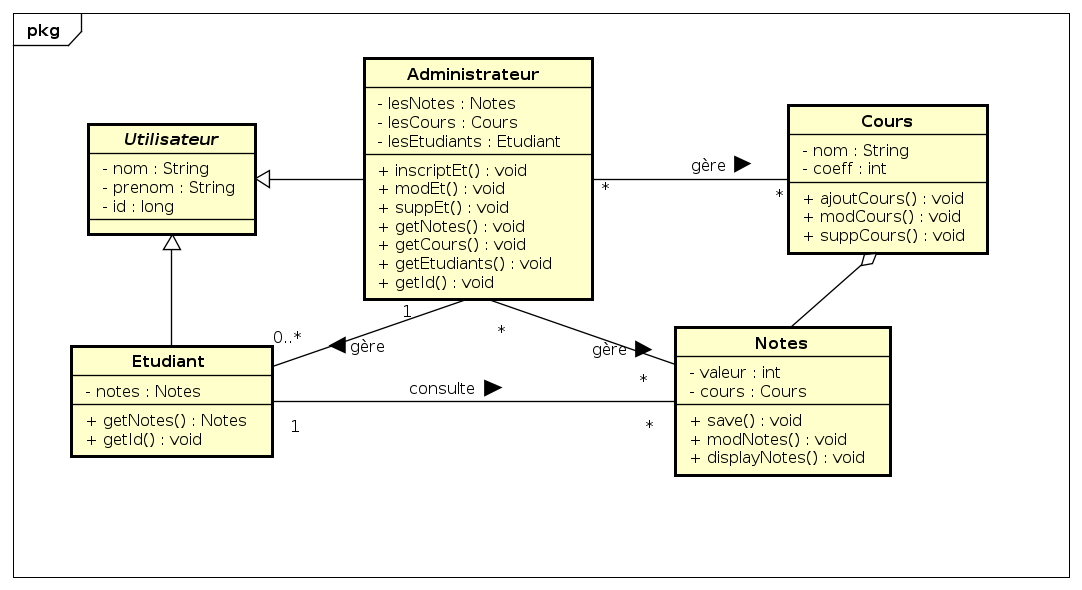 pkg
Utilisateur
- nom : String
- prenom : String
- id : long
Administrateur
- lesNotes : Notes
- lesCours : Cours
- lesEtudiants : Etudiant
+ inscriptEt() : void
+ modEt() : void
+ suppEt() : void
+ getNotes() : void
+ getCours() : void
+ getEtudiants() : void
+ getId() : void
gère
*
*
Cours
- nom : String
- coeff : int
+ ajoutCours() : void
+ modCours() : void
+ suppCours() : void
1
0..*
gère
*
gère
*
Etudiant
- notes : Notes
+ getNotes() : Notes
+ getId() : void
consulte
1
*
Notes
- valeur : int
- cours : Cours
+ save() : void
+ modNotes() : void
+ displayNotes() : void